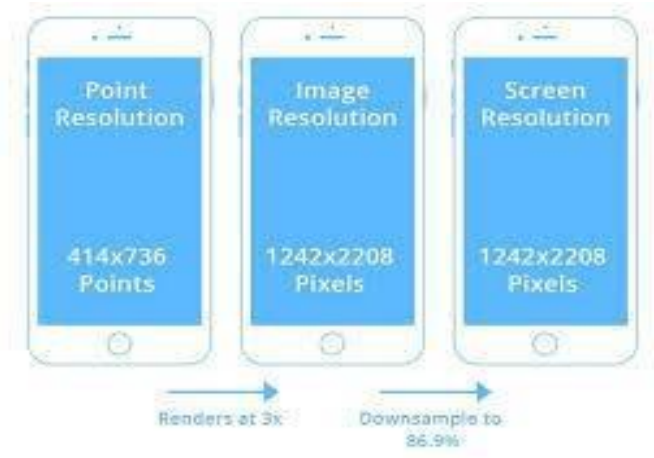 Point
Resolution
414x736
Points
Image
Resolution
1242x2208
Pixels
Screen
Resolution
1242x2208
Pixels
Renders at 3x
Downsample to
86.9%